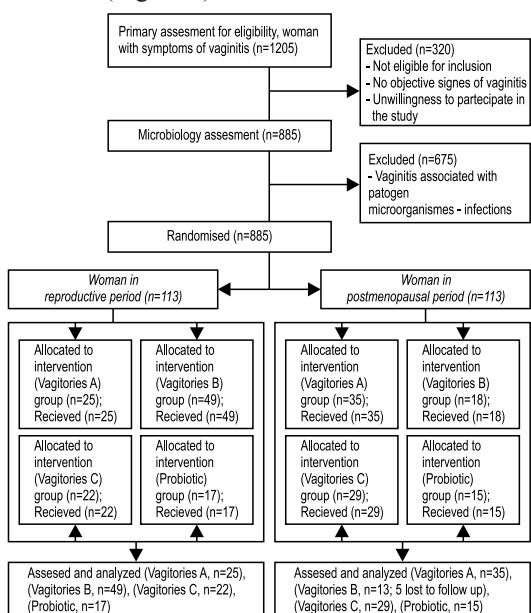 Primary assesment for eligibility, woman
with symptoms of vaginitis (n=1205)
Excluded (n=320)
- Not eligible for inclusion
- No objective signes of vaginitis
- Unwillingness to partecipate in
the study
Microbiology assesment (n=885)
Excluded (n=675)
- Vaginitis associated with
patogen
microorganismes - infections
Randomised (n=885)
Woman in
reproductive period (n=113)
Woman in
postmenopausal period (n=113)
Allocated to
intervention
(Vagitories A)
group (n=25);
Recieved (n=25)
Allocated to
intervention
(Vagitories B)
group (n=49);
Recieved (n=49)
Allocated to
intervention
(Vagitories C)
group (n=22);
Recieved (n=22)
Allocated to
intervention
(Probiotic)
group (n=17);
Recieved (n=17)
Allocated to
intervention
(Vagitories A)
group (n=35);
Recieved (n=35)
Allocated to
intervention
(Vagitories B)
group (n=18);
Recieved (n=18)
Allocated to
intervention
(Vagitories C)
group (n=29);
Recieved (n=29)
Allocated to
intervention
(Probiotic)
group (n=15);
Recieved (n=15)
Assesed and analyzed (Vagitories A, n=25),
(Vagitories B, n=49), (Vagitories C, n=22),
(Probiotic, n=17)
Assesed and analyzed (Vagitories A, n=35),
(Vagitories B, n=13; 5 lost to follow up),
(Vagitories C, n=29), (Probiotic, n=15)